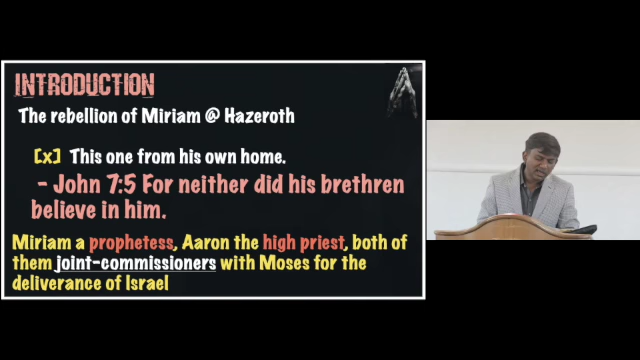 INTRODUCTION
The rebellion of Miriam @ Hazeroth
[x] This one from his own home.
- John 7:5 For neither did his brethren
believe in him.
Miriam a prophetess, Aaron the high priest, both of
them joint-commissioners with Moses for the
deliverance of Israel